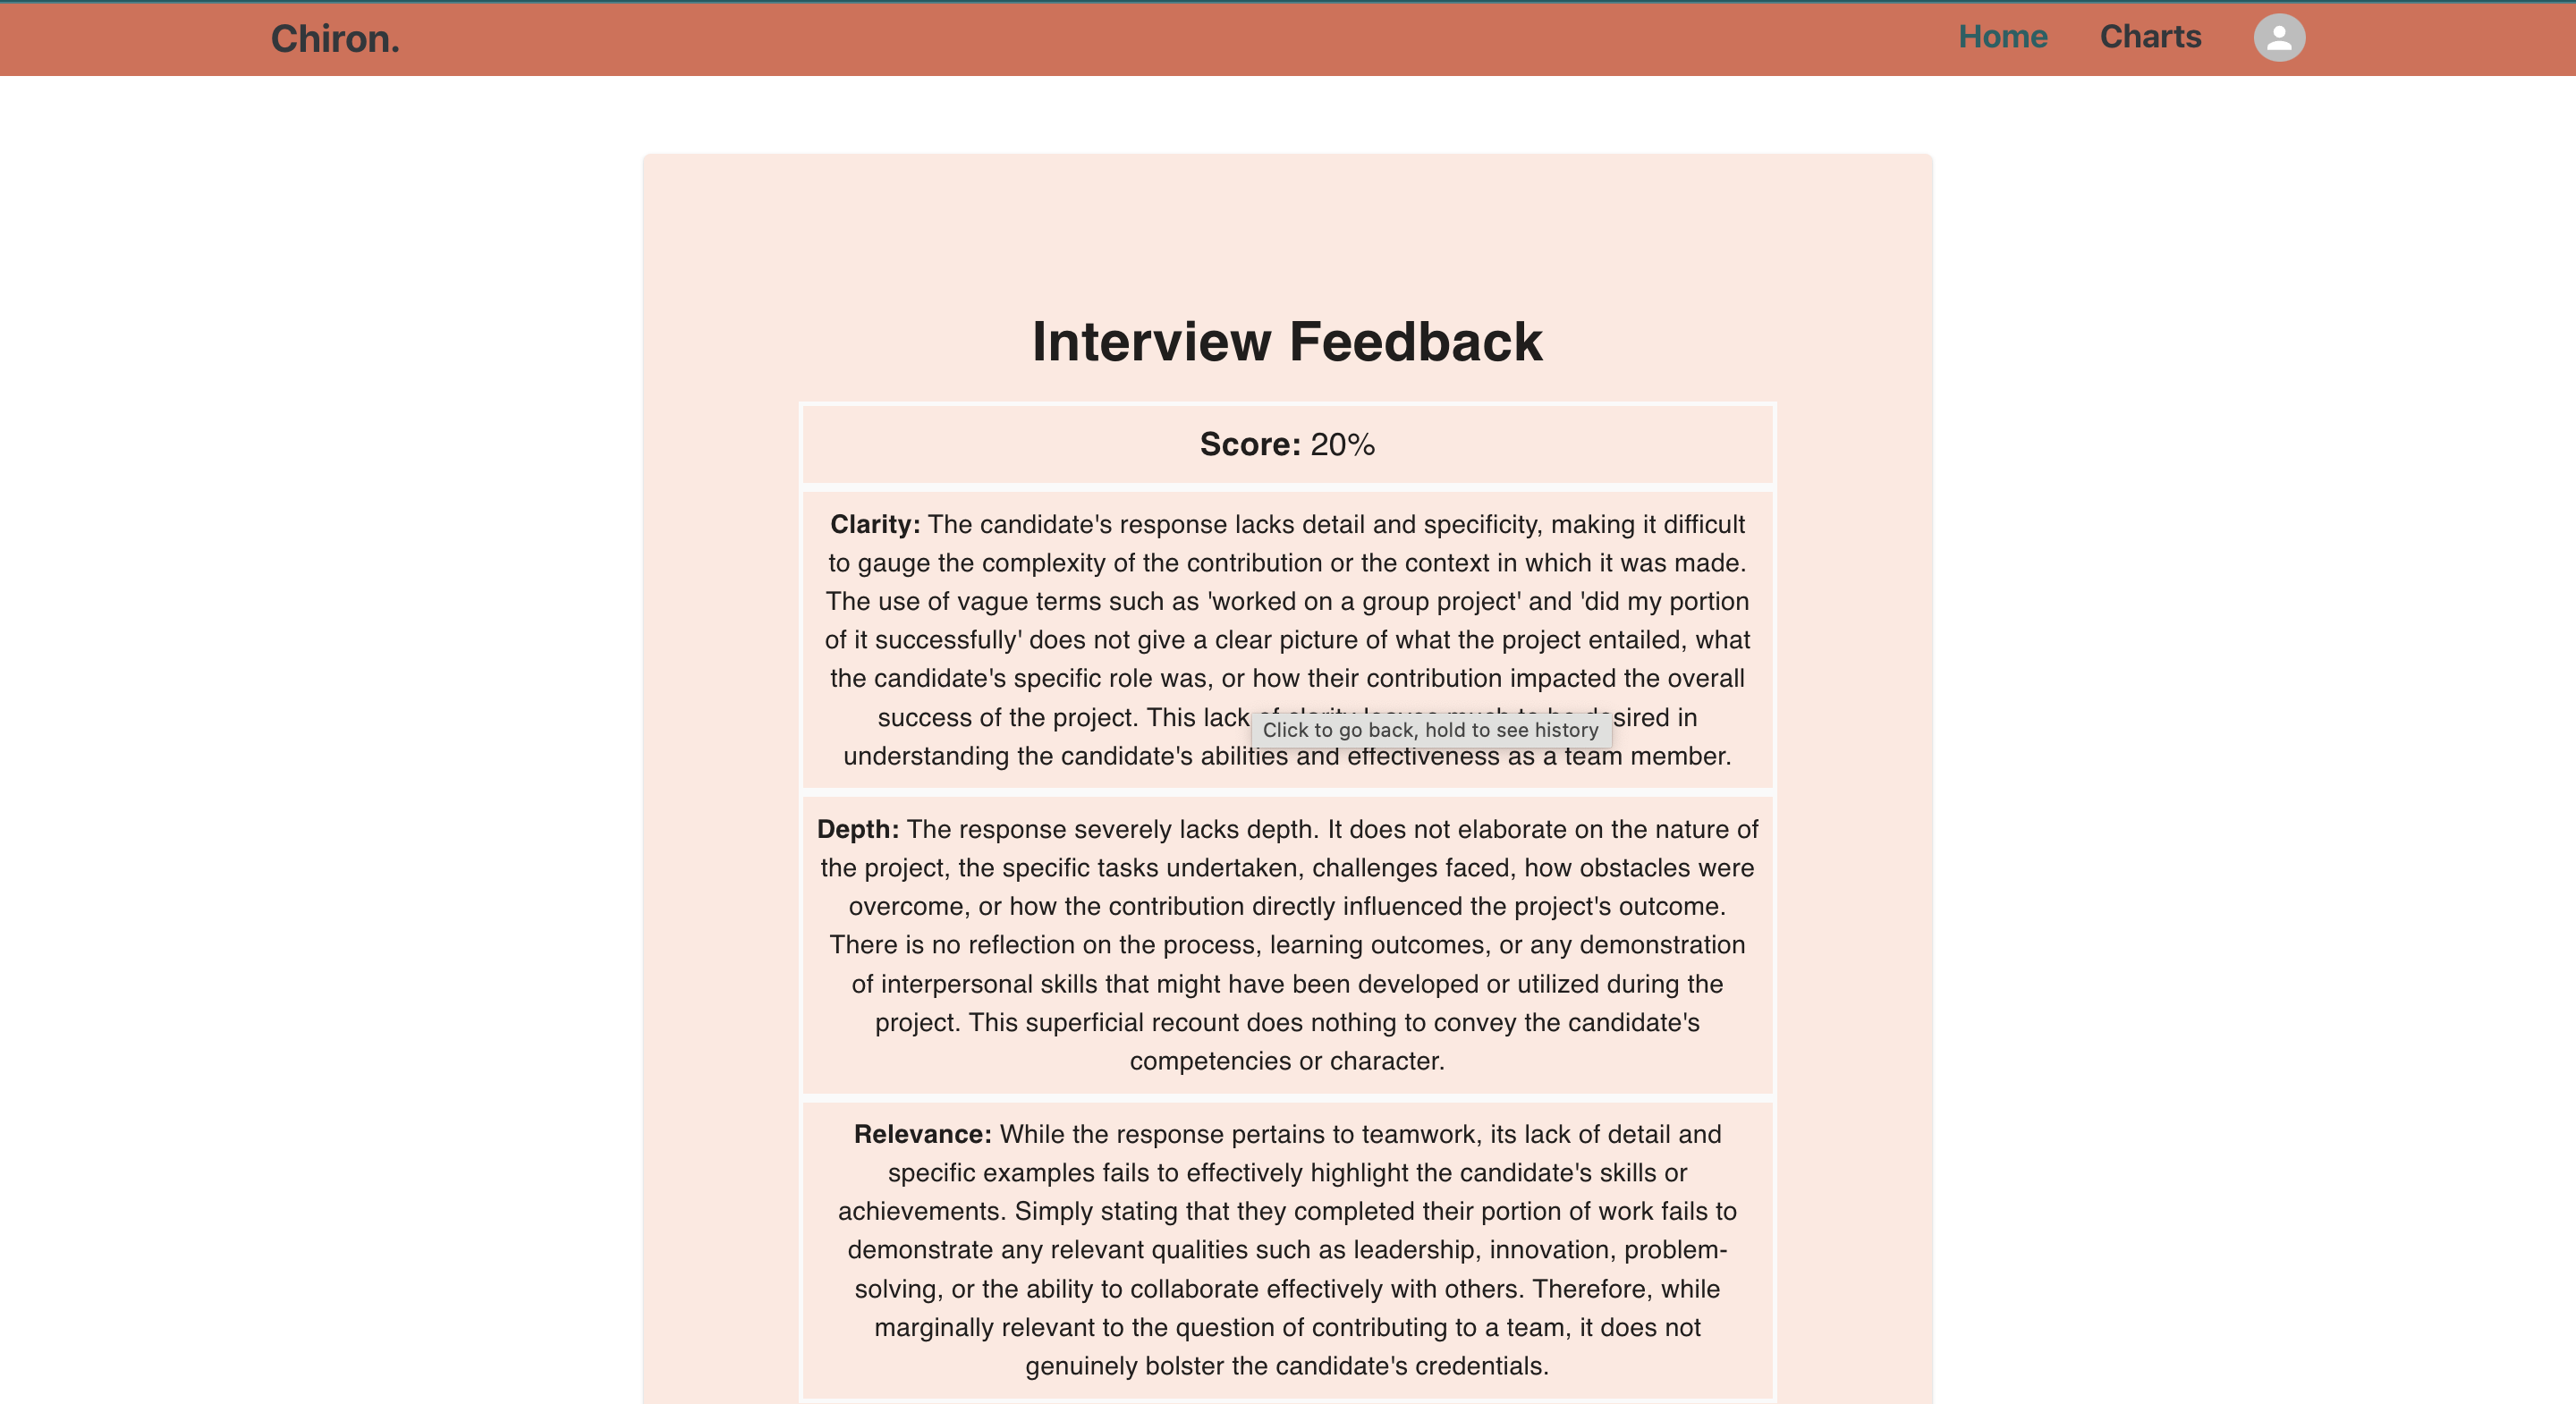 Chiron.
Home
Charts
Interview Feedback
Score: 20%
Clarity: The candidate's response lacks detail and specificity, making it difficult
to gauge the complexity of the contribution or the context in which it was made.
The use of vague terms such as 'worked on a group project' and 'did my portion
of it successfully' does not give a clear picture of what the project entailed, what
the candidate's specific role was, or how their contribution impacted the overall
success of the project. This lack of clarity leaves much to be desired in
Click to go back, hold to see history
understanding the candidate's abilities and effectiveness as a team member.
Depth: The response severely lacks depth. It does not elaborate on the nature of
the project, the specific tasks undertaken, challenges faced, how obstacles were
overcome, or how the contribution directly influenced the project's outcome.
There is no reflection on the process, learning outcomes, or any demonstration
of interpersonal skills that might have been developed or utilized during the
project. This superficial recount does nothing to convey the candidate's
competencies or character.
Relevance: While the response pertains to teamwork, its lack of detail and
specific examples fails to effectively highlight the candidate's skills or
achievements. Simply stating that they completed their portion of work fails to
demonstrate any relevant qualities such as leadership, innovation, problem-
solving, or the ability to collaborate effectively with others. Therefore, while
marginally relevant to the question of contributing to a team, it does not
genuinely bolster the candidate's credentials.